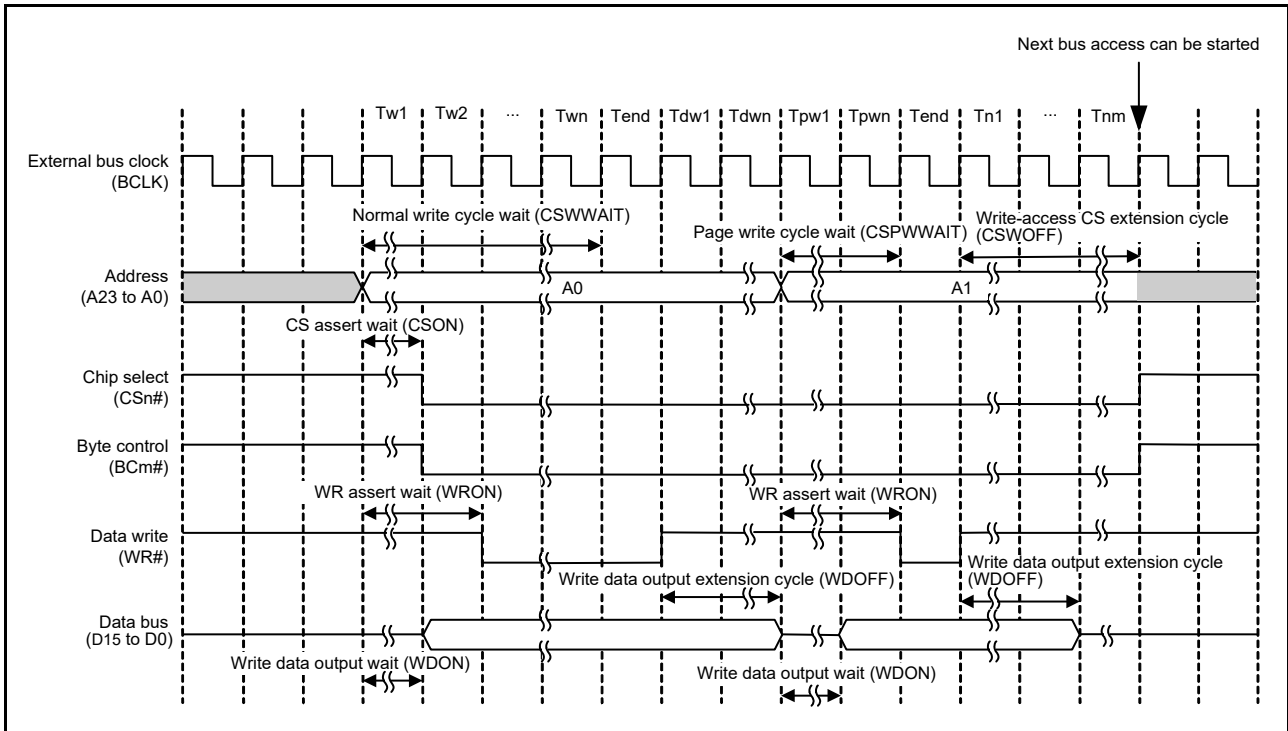 Next bus access can be started
Tw1 Tw2 ... Twn Tend Tdw1 Tdwn Tpw1 Tpwn Tend Tn1 ... Tnm
External bus clock
(BCLK)
Normal write cycle wait (CSWWAIT)
Page write cycle wait (CSPWWAIT)
Write-access CS extension cycle
(CSWOFF)
Address
(A23 to A0)
A0
A1
CS assert wait (CSON)
Chip select
(CSn#)
Byte control
(BCm#)
WR assert wait (WRON)
WR assert wait (WRON)
Data write
(WR#)
Write data output extension cycle (WDOFF)
Write data output extension cycle
(WDOFF)
Data bus
(D15 to D0)
Write data output wait (WDON)
Write data output wait (WDON)